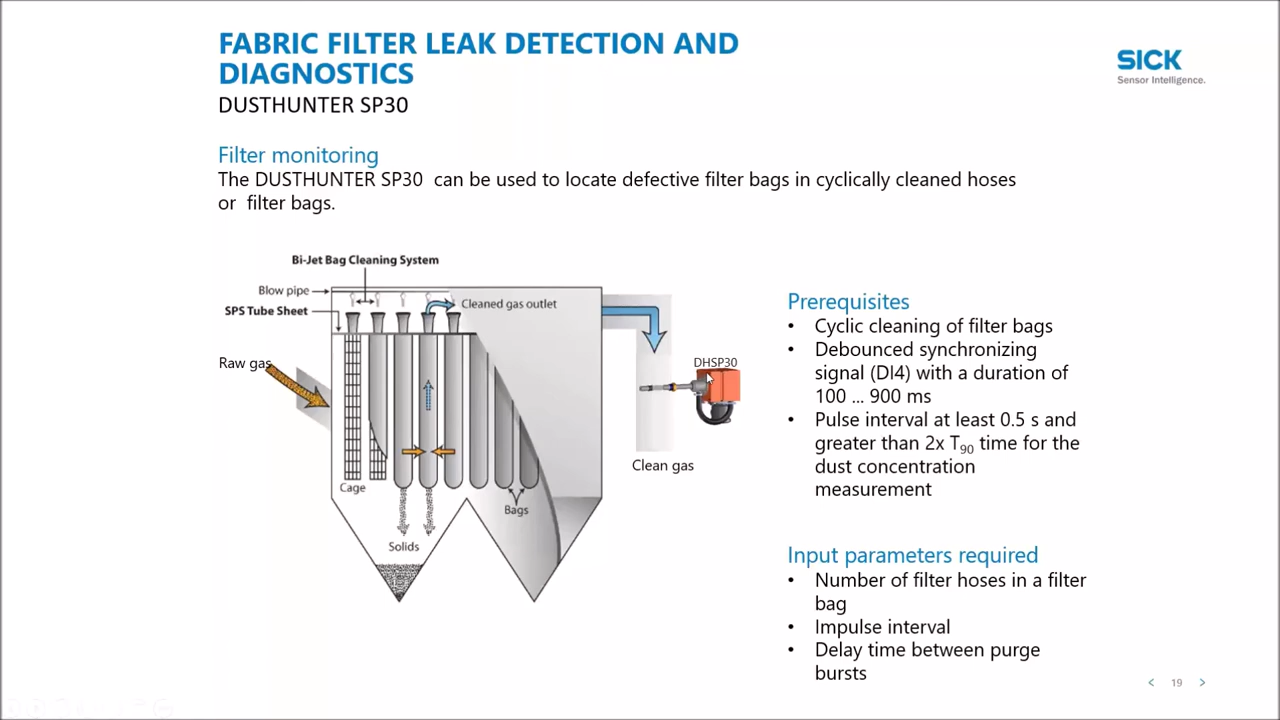 FABRIC FILTER LEAK DETECTION AND
DIAGNOSTICS
DUSTHUNTER SP30
SICK
Sensor Intelligence.
Filter monitoring
The DUSTHUNTER SP30 can be used to locate defective filter bags in cyclically cleaned hoses
or filter bags.
Bi-Jet Bag Cleaning System
Blow pipe
SPS Tube Sheet
Cleaned gas outlet
Raw gas
DHSP30
Clean gas
Cage
Bags
Solids
Prerequisites
• Cyclic cleaning of filter bags
• Debounced synchronizing
signal (DI4) with a duration of
100 ... 900 ms
• Pulse interval at least 0.5 s and
greater than 2x T90 time for the
dust concentration
measurement
Input parameters required
• Number of filter hoses in a filter
bag
• Impulse interval
• Delay time between purge
bursts
< 19 >